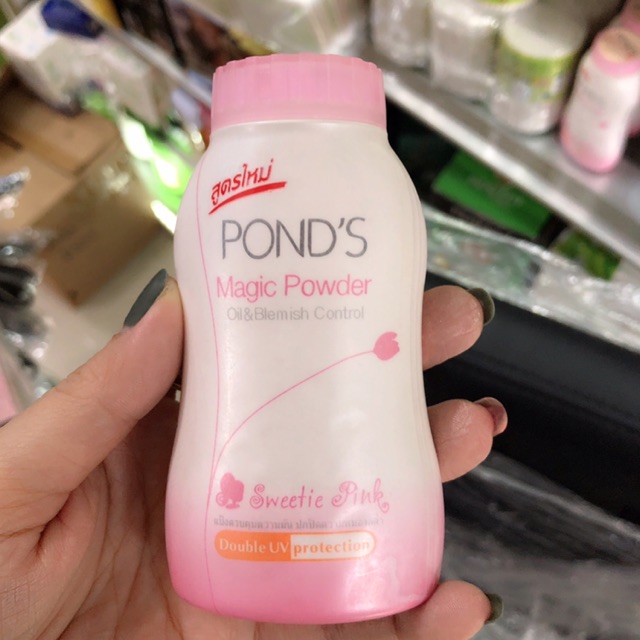 สูตรใหม่
POND'S
Magic Powder
Oil&Blemish Control
Sweetie Pink
Double UV protection